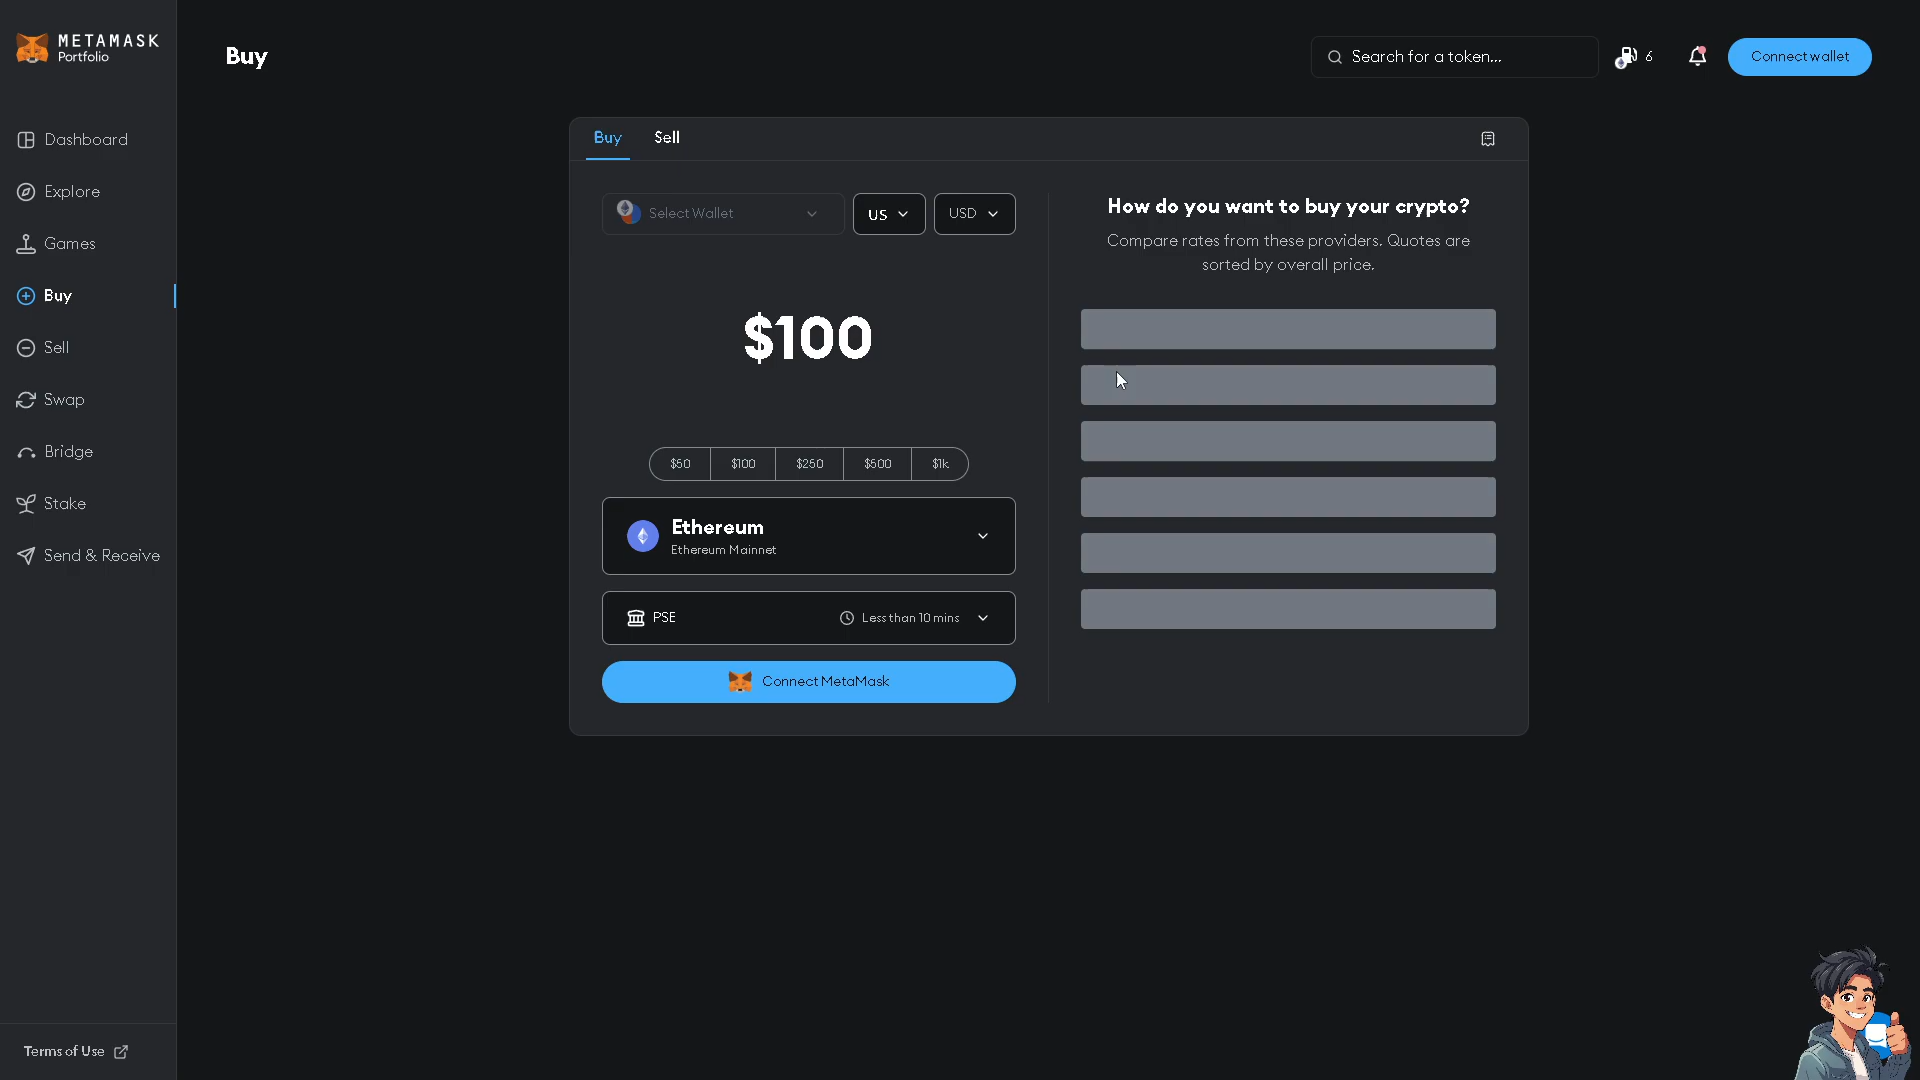 METAMASK
Portfolio
Buy
Search for a token...
6
Connect wallet
Dashboard
Explore
Games
Buy
Sell
Swap
Bridge
Stake
Send & Receive
Terms of Use
Buy
Sell
Select Wallet
US
USD
$100
$50
$100
$250
$500
$1k
Ethereum
Ethereum Mainnet
PSE
Less than 10 mins
Connect MetaMask
How do you want to buy your crypto?
Compare rates from these providers. Quotes are
sorted by overall price.